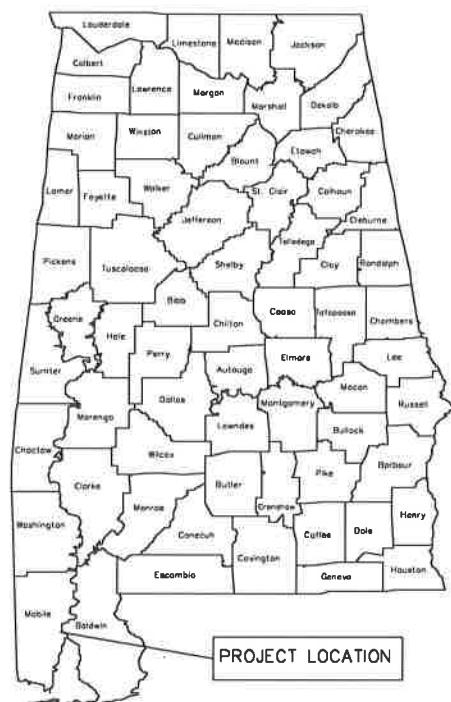 Lauderdale
Limestone
Madison
Jackson
Colbert
Lawrence
Morgan
Franklin
Marshall
Dekalb
Cherokee
Marion
Winston
Cullman
Etowah
Blount
Lamar
Fayette
Walker
St. Clair
Calhoun
Jefferson
Cleburne
Talladega
Pickens
Tuscaloosa
Shelby
Clay
Randolph
Bibb
Greene
Hale
Chilton
Coosa
Tallapoosa
Chambers
Perry
Elmore
Lee
Sumter
Autauga
Macon
Dallas
Montgomery
Russell
Marengo
Lowndes
Bullock
Choctaw
Wilcox
Barbour
Clarke
Butler
Pike
Monroe
Crenshaw
Henry
Washington
Conecuh
Coffee
Dale
Covington
Escambia
Geneva
Houston
Mobile
Baldwin
PROJECT LOCATION